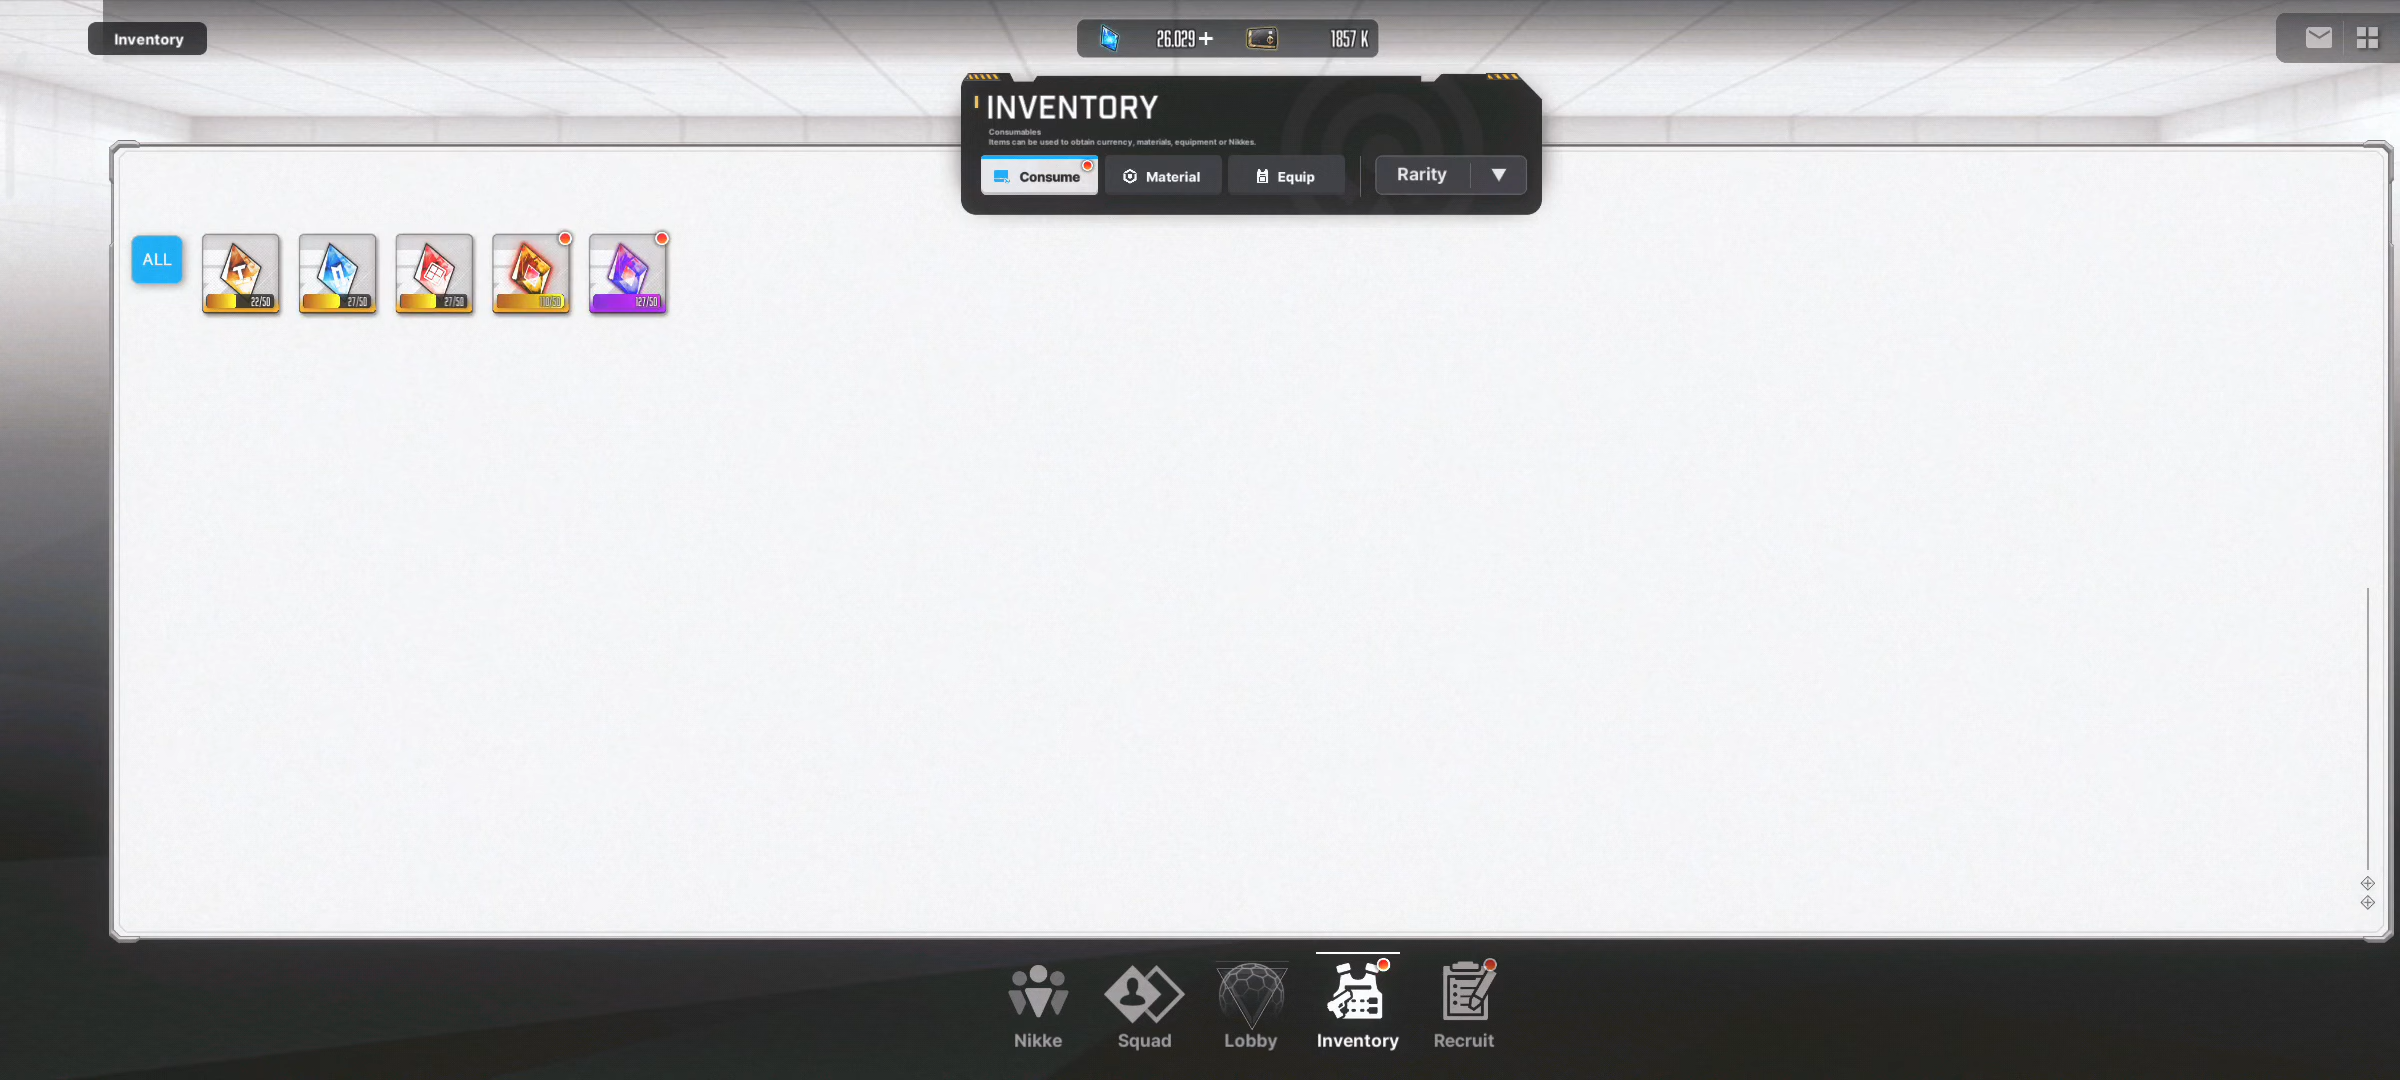 Inventory
26.029 +
1857 K
INVENTORY
Consumables
Items can be used to obtain currency, materials, equipment or Nikkes.
Consume
Material
Equip
Rarity
ALL
22/50
27/50
27/50
127/50
Nikke
Squad
Lobby
Inventory
Recruit